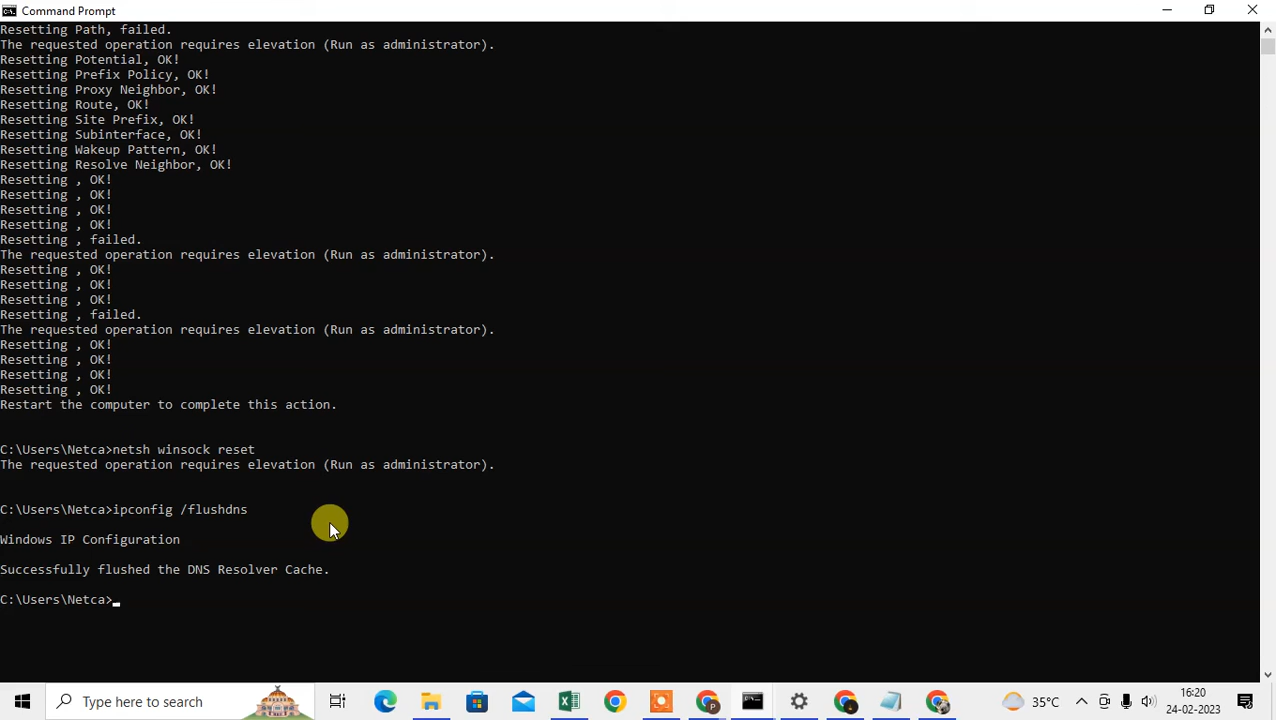 Command Prompt
Resetting Path, failed.
The requested operation requires elevation (Run as administrator).
Resetting Potential, OK!
Resetting Prefix Policy, OK!
Resetting Proxy Neighbor, OK!
Resetting Route, OK!
Resetting Site Prefix, OK!
Resetting Subinterface, OK!
Resetting Wakeup Pattern, OK!
Resetting Resolve Neighbor, OK!
Resetting , OK!
Resetting , OK!
Resetting , OK!
Resetting , OK!
Resetting , failed.
The requested operation requires elevation (Run as administrator).
Resetting , OK!
Resetting , OK!
Resetting , OK!
Resetting , failed.
The requested operation requires elevation (Run as administrator).
Resetting , OK!
Resetting , OK!
Resetting , OK!
Resetting , OK!
Restart the computer to complete this action.
C:\Users\Netca>netsh winsock reset
The requested operation requires elevation (Run as administrator).
C:\Users\Netca>ipconfig /flushdns
Windows IP Configuration
Successfully flushed the DNS Resolver Cache.
C:\Users\Netca>
Type here to search
35°C
16:20
24-02-2023